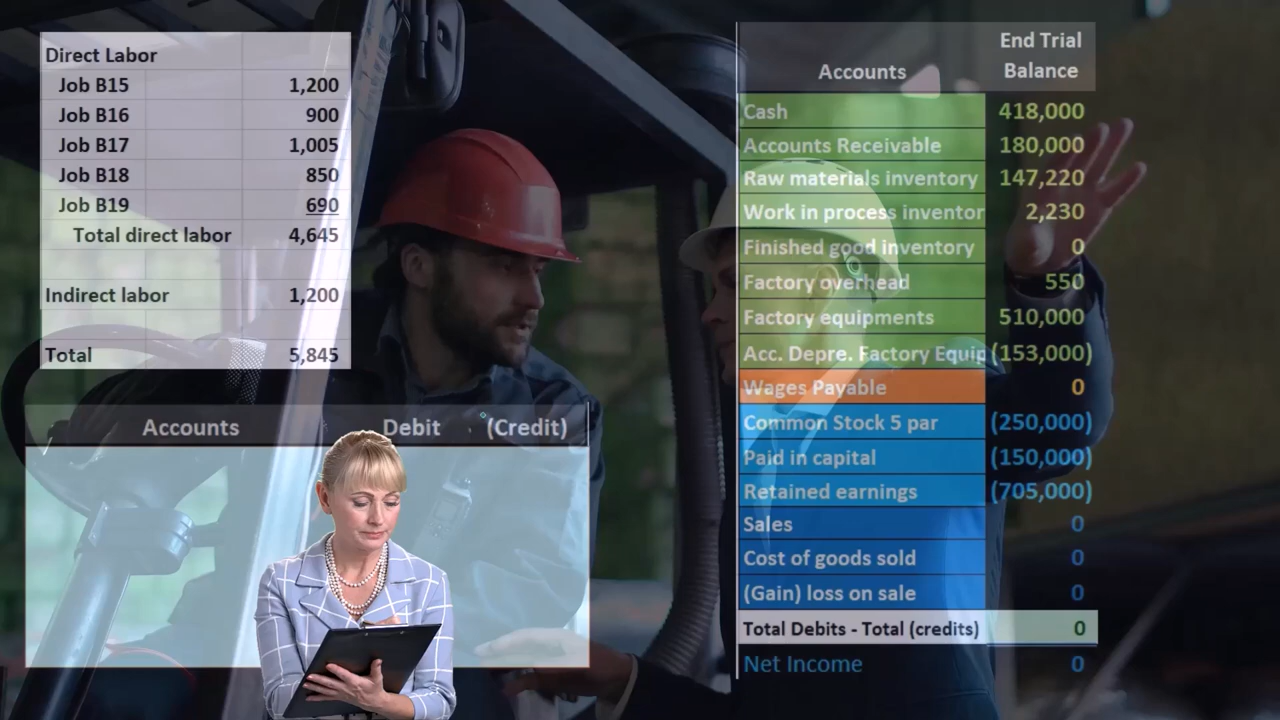 Direct Labor
Job B15 1,200
Job B16 900
Job B17 1,005
Job B18 850
Job B19 690
Total direct labor 4,645
Indirect labor 1,200
Total 5,845
Accounts Debit (Credit)
Accounts End Trial Balance
Cash 418,000
Accounts Receivable 180,000
Raw materials inventory 147,220
Work in process inventor 2,230
Finished good inventory 0
Factory overhead 550
Factory equipments 510,000
Acc. Depre. Factory Equip (153,000)
Wages Payable 0
Common Stock 5 par (250,000)
Paid in capital (150,000)
Retained earnings (705,000)
Sales 0
Cost of goods sold 0
(Gain) loss on sale 0
Total Debits - Total (credits) 0
Net Income 0